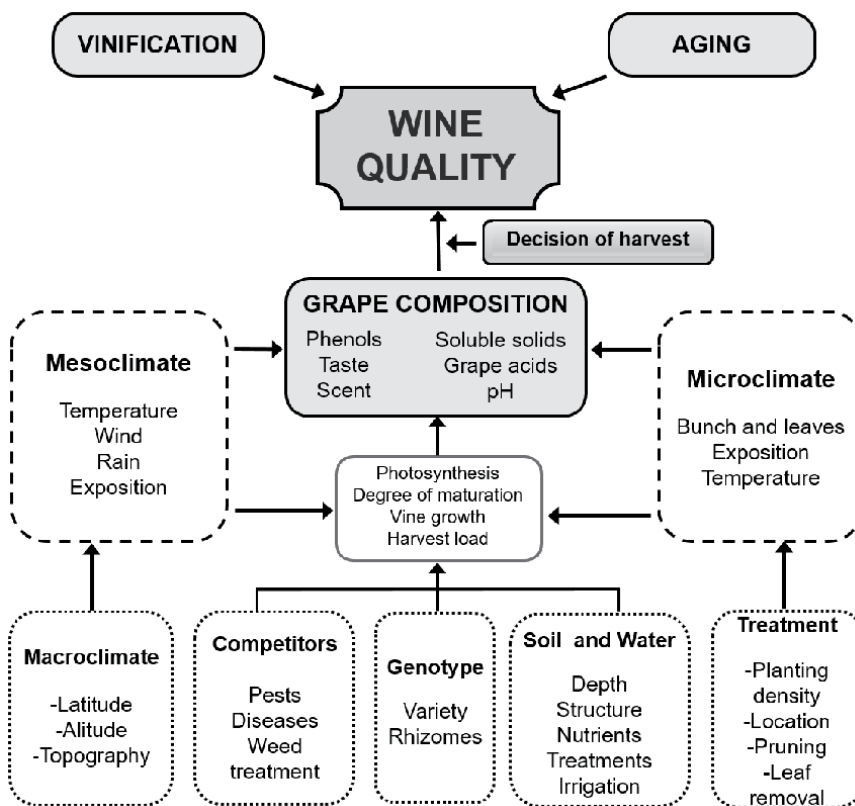 VINIFICATION
AGING
WINE
QUALITY
Decision of harvest
GRAPE COMPOSITION
Phenols
Taste
Scent
Soluble solids
Grape acids
pH
Mesoclimate
Temperature
Wind
Rain
Exposition
Microclimate
Bunch and leaves
Exposition
Temperature
Photosynthesis
Degree of maturation
Vine growth
Harvest load
Macroclimate
-Latitude
-Alitude
-Topography
Competitors
Pests
Diseases
Weed
treatment
Genotype
Variety
Rhizomes
Soil and Water
Depth
Structure
Nutrients
Treatments
Irrigation
Treatment
-Planting
density
-Location
-Pruning
-Leaf
removal